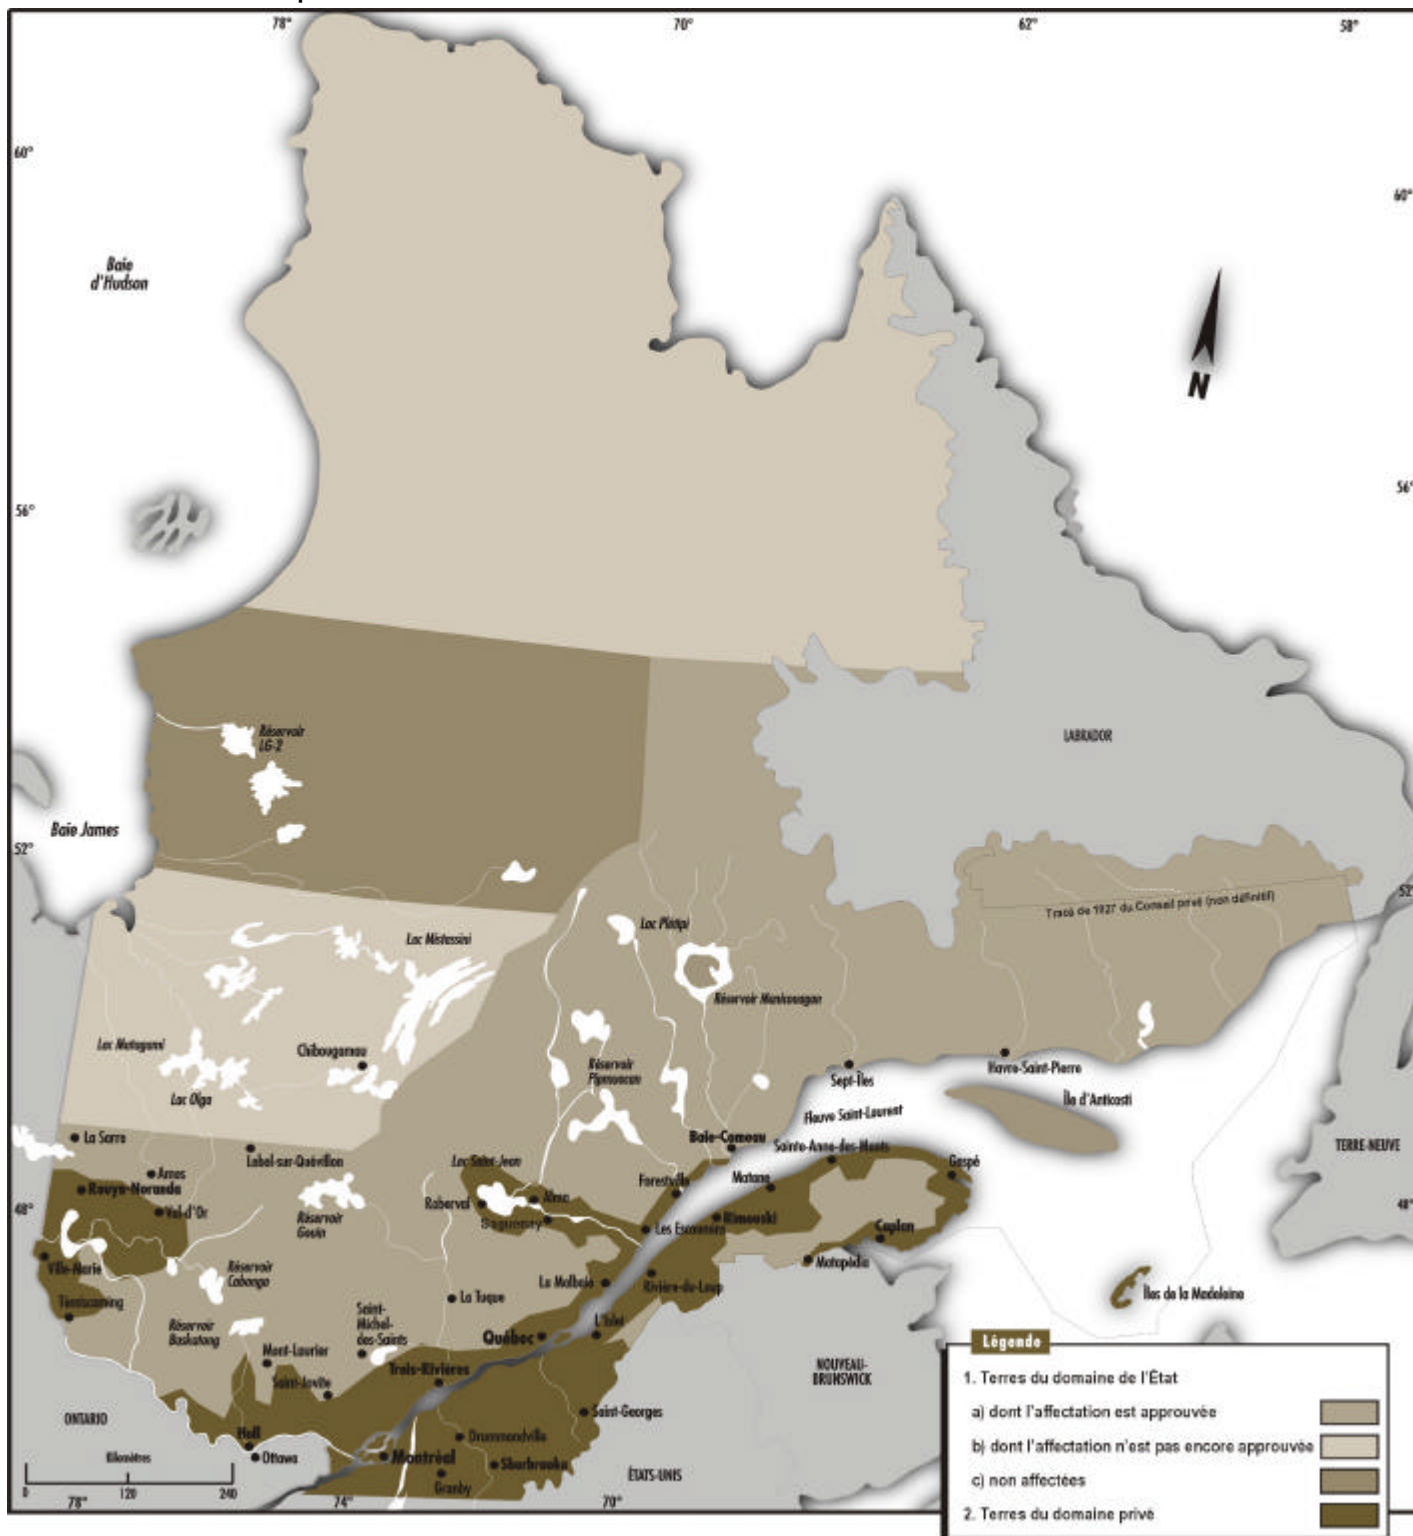 78°
70°
62°
58°
60°
60°
Baie
d'Hudson
N
56°
56°
Réservoir
LG-2
LABRADOR
Baie James
52°
52°
Tracé de 1927 du Conseil privé (non définitif)
Lac Plétipi
Lac Mistassini
Réservoir Manicouagan
Lac Matagami
Chibougamau
Réservoir
Pipmuacan
Havre-Saint-Pierre
Sept-Îles
Lac Olga
Île d'Anticosti
Fleuve Saint-Laurent
La Sarre
Baie-Comeau
Sainte-Anne-des-Monts
TERRE-NEUVE
Lebel-sur-Quévillon
Lac Saint-Jean
Gaspé
Amos
Forestville
Matane
Rouyn-Noranda
Roberval
Alma
48°
48°
Val-d'Or
Réservoir
Gouin
Saguenay
Les Escoumins
Rimouski
Caplan
Ville-Marie
Réservoir
Cabonga
Matapédia
La Malbaie
Rivière-du-Loup
Îles de la Madeleine
Témiscaming
La Tuque
Saint-
Michel-
des-Saints
Réservoir
Baskatong
L'Islet
Québec
Mont-Laurier
Trois-Rivières
NOUVEAU-
BRUNSWICK
Saint-Jovite
Saint-Georges
ONTARIO
Hull
Drummondville
Kilomètres
Ottawa
Montréal
Sherbrooke
ÉTATS-UNIS
Granby
0 120 240
78°
74°
70°
Légende
1. Terres du domaine de l'État
a) dont l'affectation est approuvée
b) dont l'affectation n'est pas encore approuvée
c) non affectées
2. Terres du domaine privé